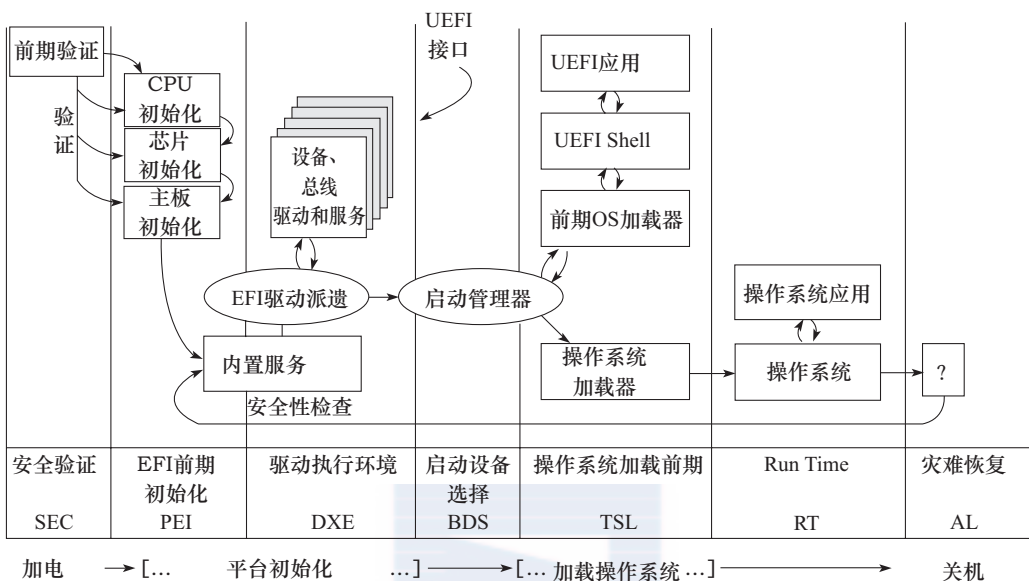 UEFI
接口
前期验证
验证
CPU
初始化
芯片
初始化
主板
初始化
设备、
总线
驱动和服务
EFI驱动派遣
内置服务
安全性检查
启动管理器
UEFI应用
UEFI Shell
前期OS加载器
操作系统
加载器
操作系统应用
操作系统
?
安全验证
SEC
EFI前期
初始化
PEI
驱动执行环境
DXE
启动设备
选择
BDS
操作系统加载前期
TSL
Run Time
RT
灾难恢复
AL
加电 [... 平台初始化 ...] [... 加载操作系统 ...] 关机